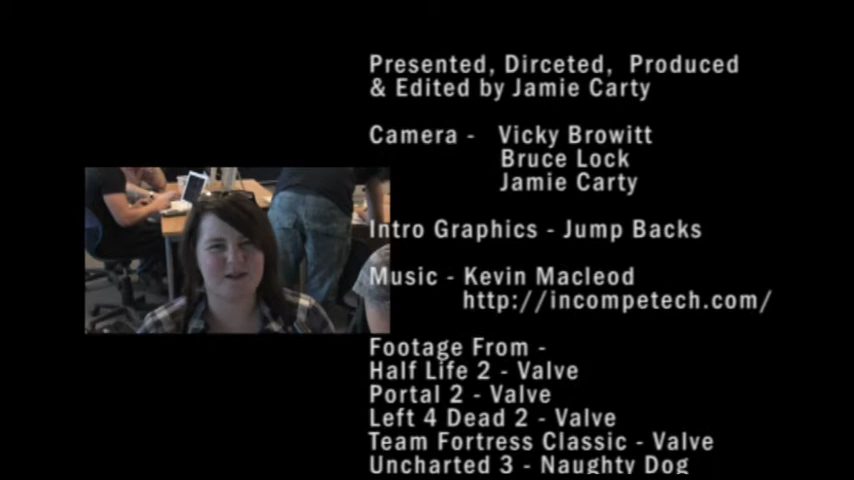 Presented, Dirceted, Produced
& Edited by Jamie Carty
Camera - Vicky Browitt
Bruce Lock
Jamie Carty
Intro Graphics - Jump Backs
Music - Kevin Macleod
http://incompetech.com/
Footage From -
Half Life 2 - Valve
Portal 2 - Valve
Left 4 Dead 2 - Valve
Team Fortress Classic - Valve
Uncharted 3 - Naughty Dog